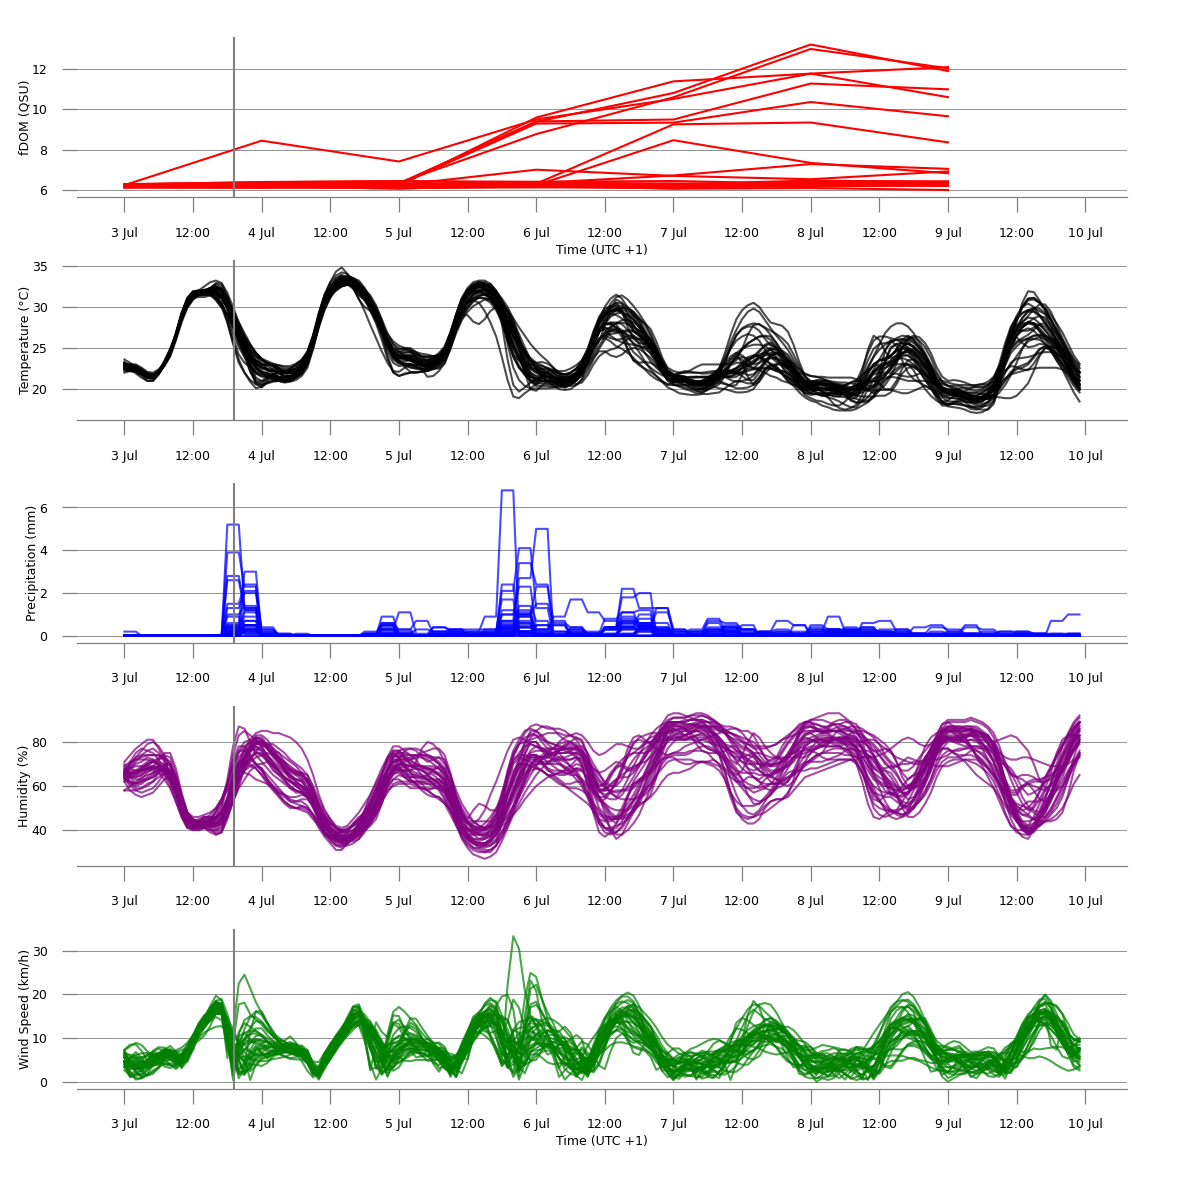 fDOM (QSU)
12
10
8
6
3 Jul 12:00 4 Jul 12:00 5 Jul 12:00 6 Jul 12:00 7 Jul 12:00 8 Jul 12:00 9 Jul 12:00 10 Jul
Time (UTC +1)
Temperature (°C)
35
30
25
20
3 Jul 12:00 4 Jul 12:00 5 Jul 12:00 6 Jul 12:00 7 Jul 12:00 8 Jul 12:00 9 Jul 12:00 10 Jul
Precipitation (mm)
6
4
2
0
3 Jul 12:00 4 Jul 12:00 5 Jul 12:00 6 Jul 12:00 7 Jul 12:00 8 Jul 12:00 9 Jul 12:00 10 Jul
Humidity (%)
80
60
40
3 Jul 12:00 4 Jul 12:00 5 Jul 12:00 6 Jul 12:00 7 Jul 12:00 8 Jul 12:00 9 Jul 12:00 10 Jul
Wind Speed (km/h)
30
20
10
0
3 Jul 12:00 4 Jul 12:00 5 Jul 12:00 6 Jul 12:00 7 Jul 12:00 8 Jul 12:00 9 Jul 12:00 10 Jul
Time (UTC +1)